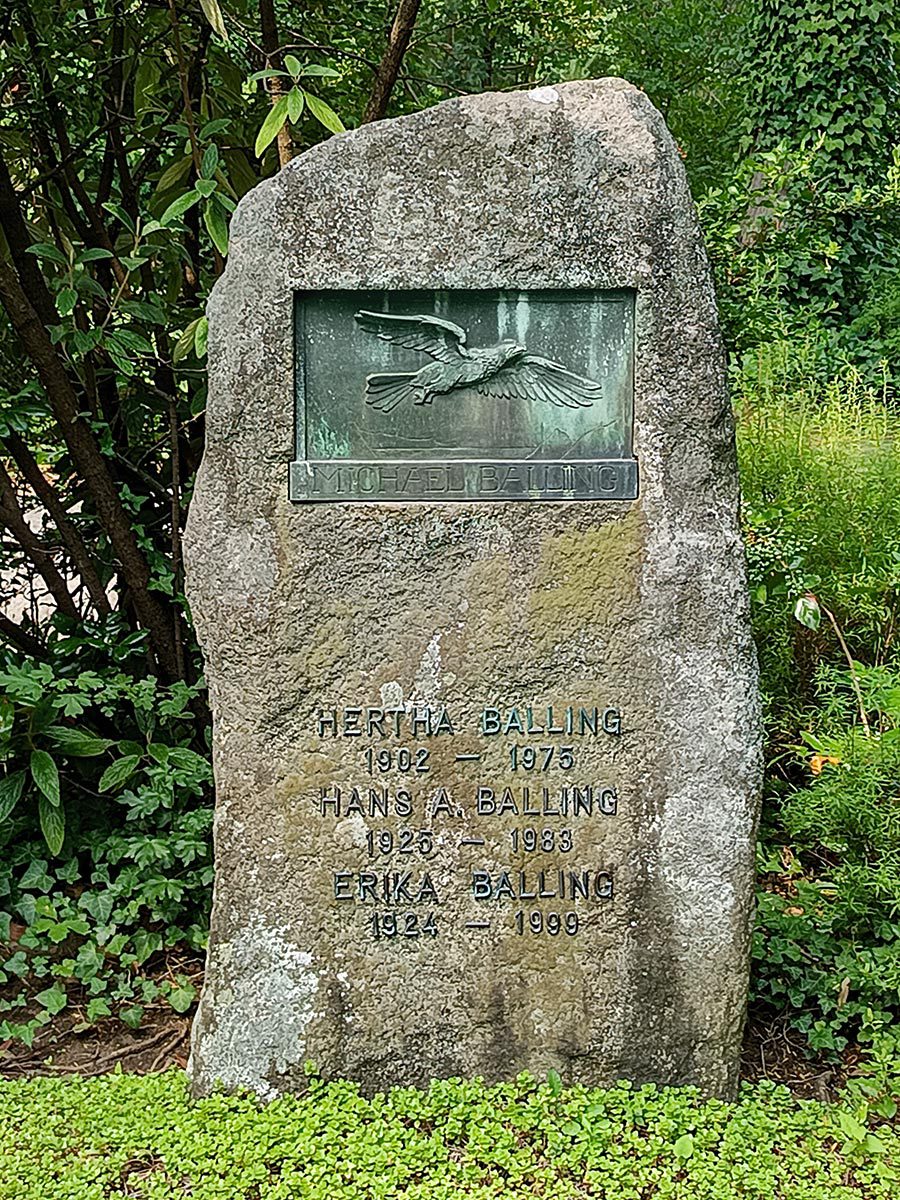 MICHAEL BALLING
HERTHA BALLING
1902 – 1975
HANS A. BALLING
1925 – 1983
ERIKA BALLING
1924 – 1999